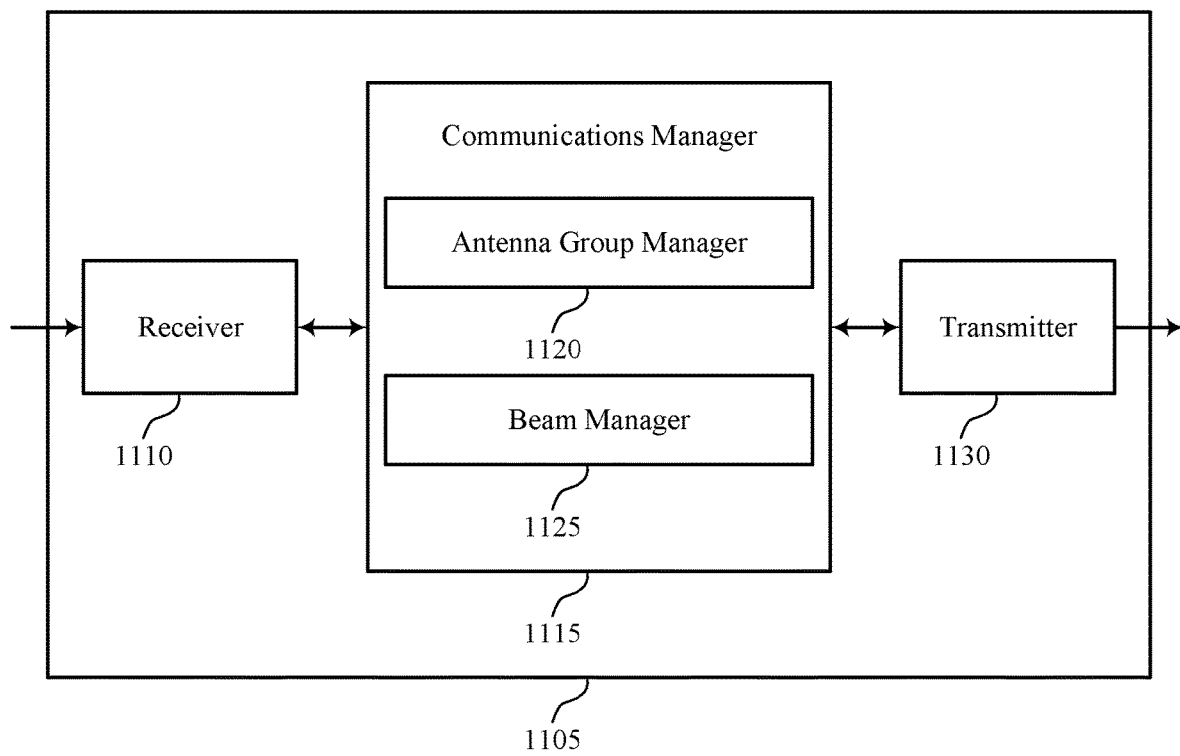 Communications Manager
Antenna Group Manager
Receiver
Transmitter
1120
Beam Manager
1110
1130
1125
1115
1105